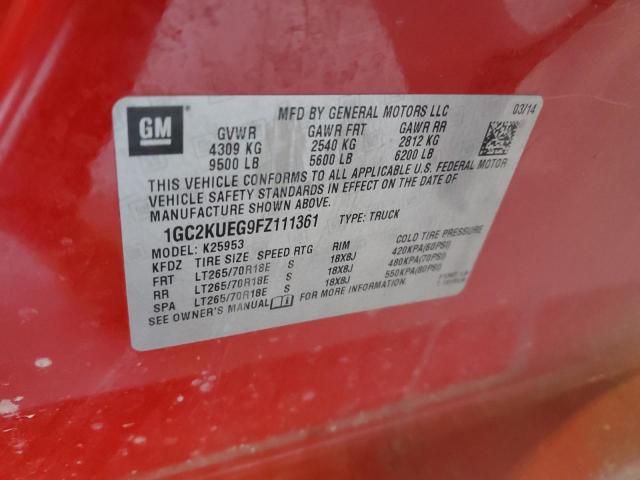 GM
MFD BY GENERAL MOTORS LLC
03/14
GVWR GAWR FRT GAWR RR
4309 KG 2540 KG 2812 KG
9500 LB 5600 LB 6200 LB
THIS VEHICLE CONFORMS TO ALL APPLICABLE U.S. FEDERAL MOTOR
VEHICLE SAFETY STANDARDS IN EFFECT ON THE DATE OF
MANUFACTURE SHOWN ABOVE.
1GC2KUEG9FZ111361 TYPE: TRUCK
MODEL: K25953
KFDZ TIRE SIZE SPEED RTG RIM COLD TIRE PRESSURE
FRT LT265/70R18E S 18X8J 420KPA(60PSI)
RR LT265/70R18E S 18X8J 480KPA(70PSI)
SPA LT265/70R18E S 18X8J 550KPA(80PSI)
SEE OWNER'S MANUAL FOR MORE INFORMATION.